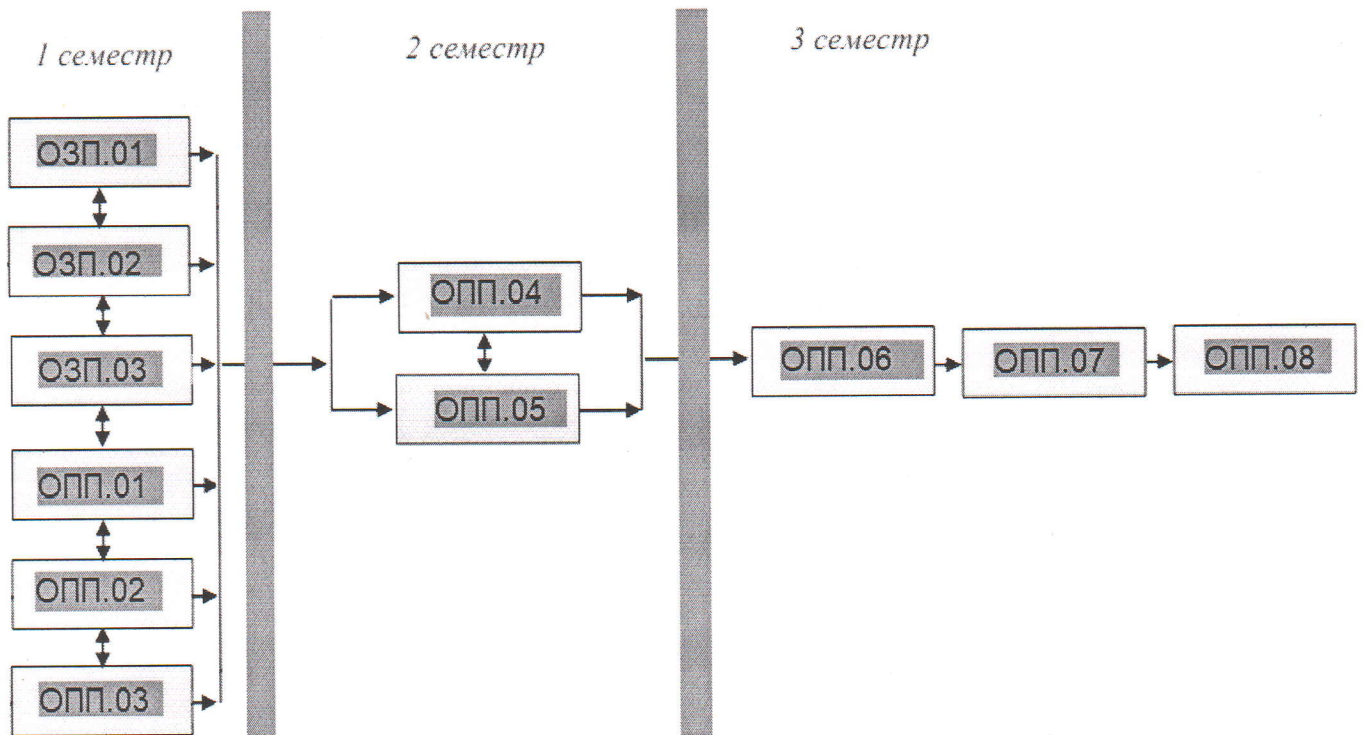 1 семестр
2 семестр
3 семестр
ОЗП.01
ОЗП.02
ОЗП.03
ОПП.01
ОПП.02
ОПП.03
ОПП.04
ОПП.05
ОПП.06
ОПП.07
ОПП.08